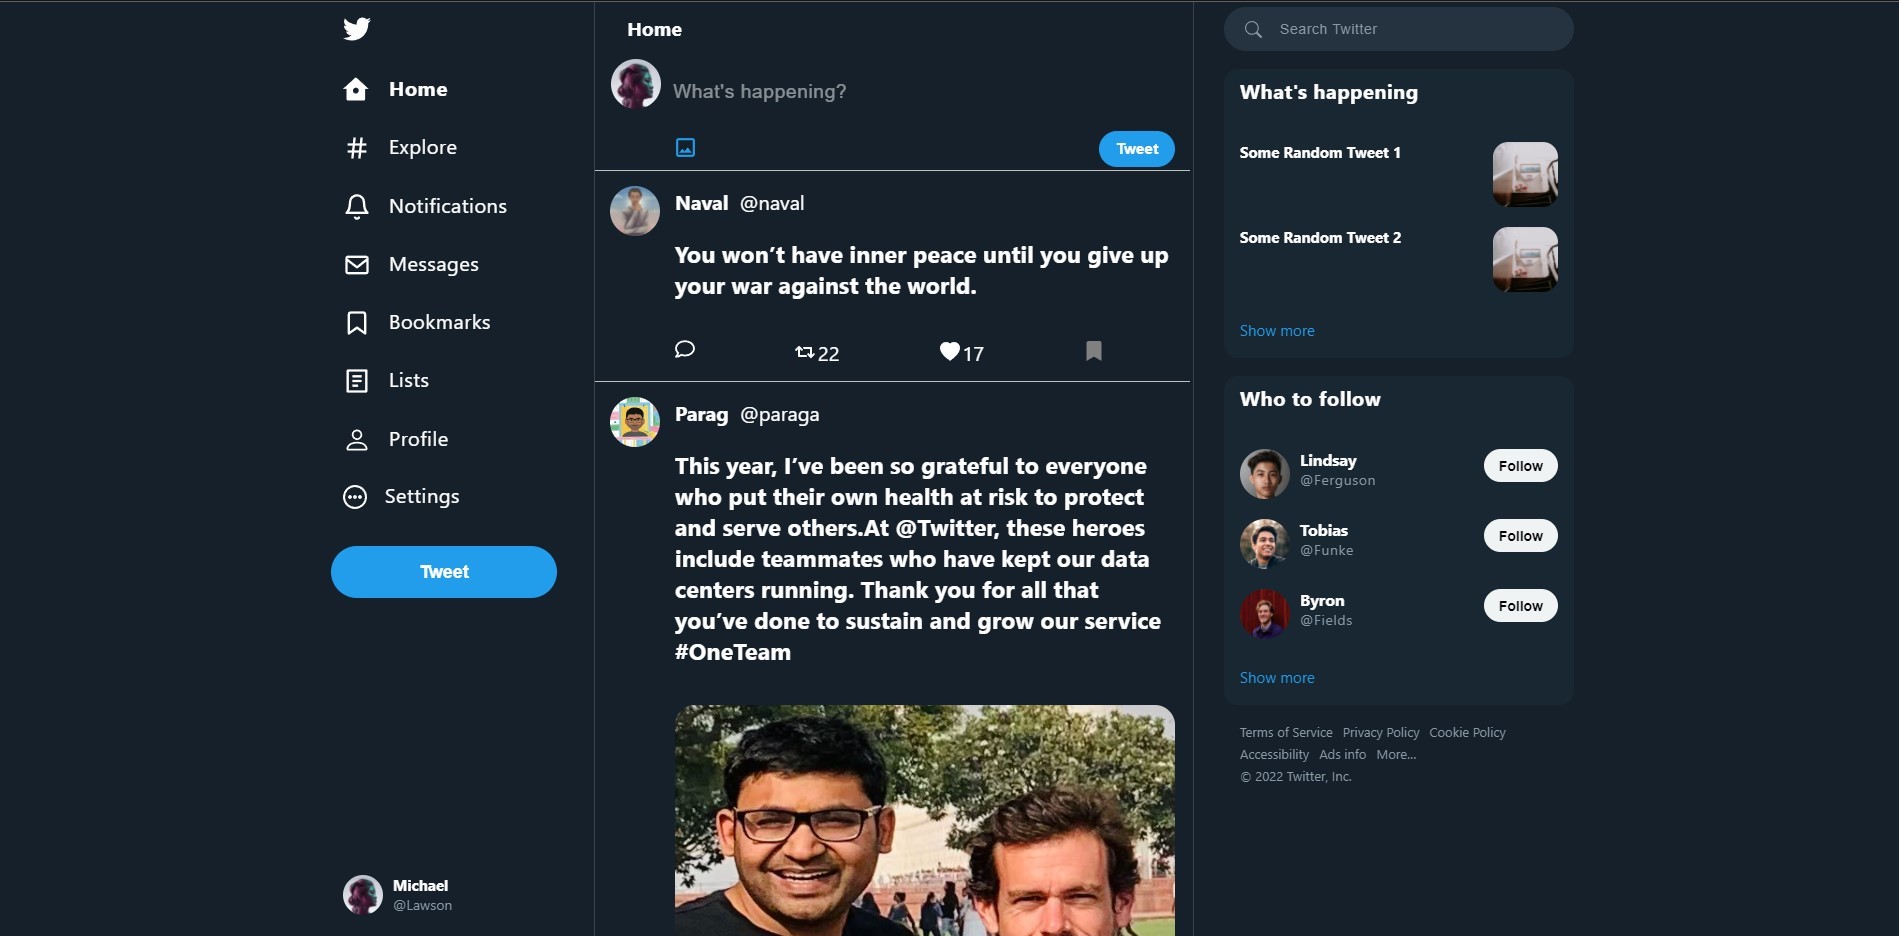 Home
Explore
Notifications
Messages
Bookmarks
Lists
Profile
Settings
Tweet
Michael
@Lawson
Home
What's happening?
Tweet
Naval @naval
You won’t have inner peace until you give up
your war against the world.
22 17
Parag @paraga
This year, I’ve been so grateful to everyone
who put their own health at risk to protect
and serve others.At @Twitter, these heroes
include teammates who have kept our data
centers running. Thank you for all that
you’ve done to sustain and grow our service
#OneTeam
Search Twitter
What's happening
Some Random Tweet 1
Some Random Tweet 2
Show more
Who to follow
Lindsay
@Ferguson
Follow
Tobias
@Funke
Follow
Byron
@Fields
Follow
Show more
Terms of Service Privacy Policy Cookie Policy
Accessibility Ads info More...
© 2022 Twitter, Inc.